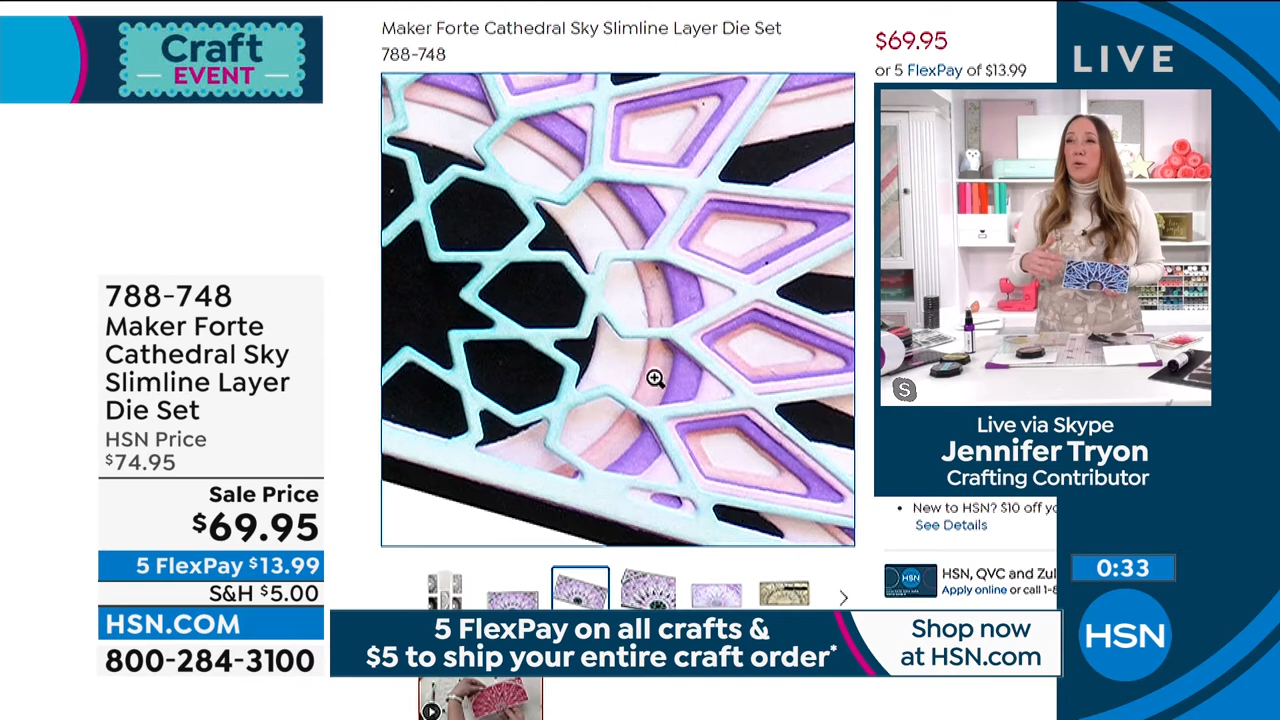 Craft
EVENT
788-748
Maker Forte
Cathedral Sky
Slimline Layer
Die Set
HSN Price
$74.95
Sale Price
$69.95
5 FlexPay $13.99
S&H $5.00
HSN.COM
800-284-3100
Maker Forte Cathedral Sky Slimline Layer Die Set
788-748
$69.95
or 5 FlexPay of $13.99
LIVE
S
Live via Skype
Jennifer Tryon
Crafting Contributor
New to HSN? $10 off yo
See Details
HSN
HSN, QVC and Zul
Apply online or call 1-8
0:33
HSN
5 FlexPay on all crafts &
$5 to ship your entire craft order*
Shop now
at HSN.com